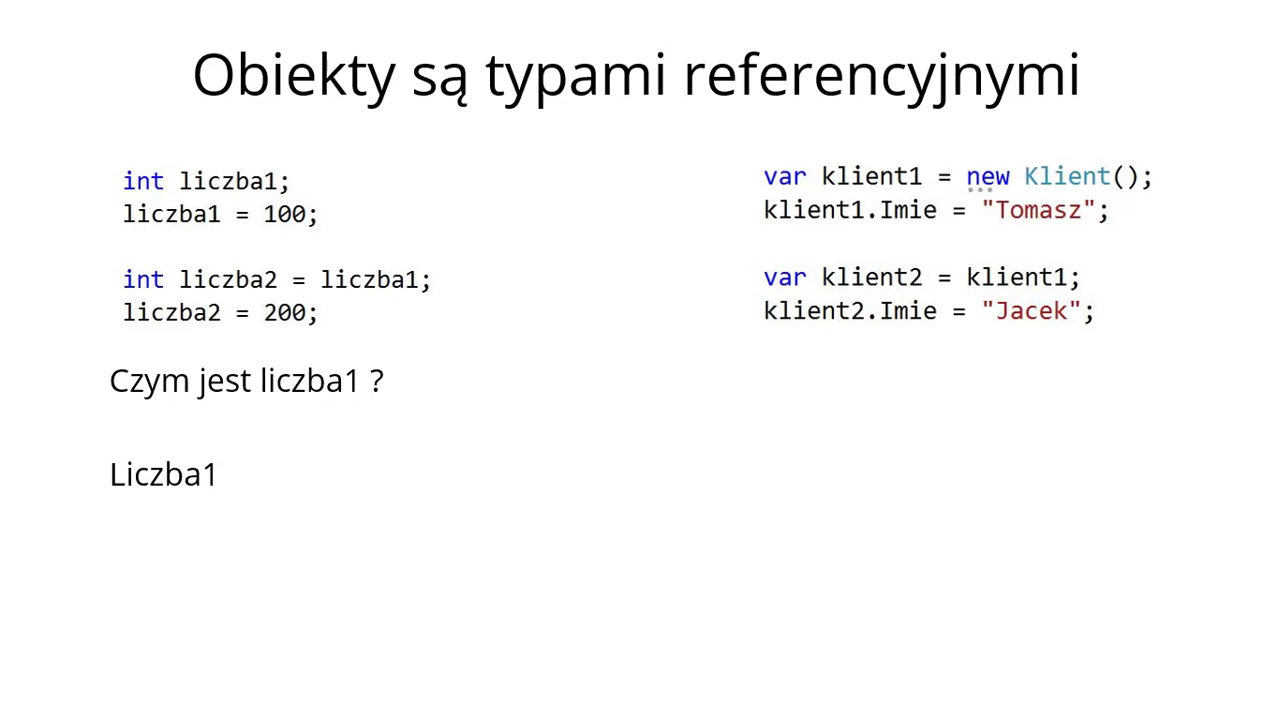 Obiekty są typami referencyjnymi
int liczba1;
liczba1 = 100;
int liczba2 = liczba1;
liczba2 = 200;
Czym jest liczba1 ?
Liczba1
var klient1 = new Klient();
klient1.Imie = "Tomasz";
var klient2 = klient1;
klient2.Imie = "Jacek";